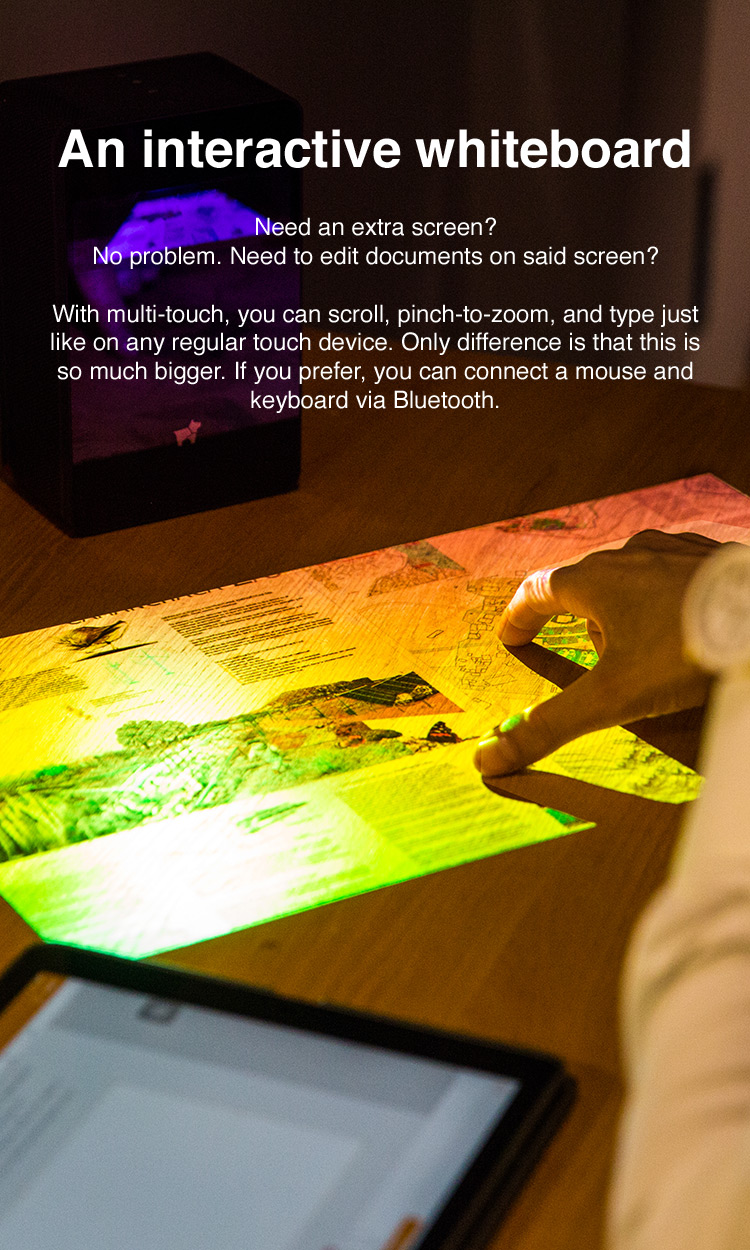 An interactive whiteboard
Need an extra screen?
No problem. Need to edit documents on said screen?
With multi-touch, you can scroll, pinch-to-zoom, and type just
like on any regular touch device. Only difference is that this is
so much bigger. If you prefer, you can connect a mouse and
keyboard via Bluetooth.